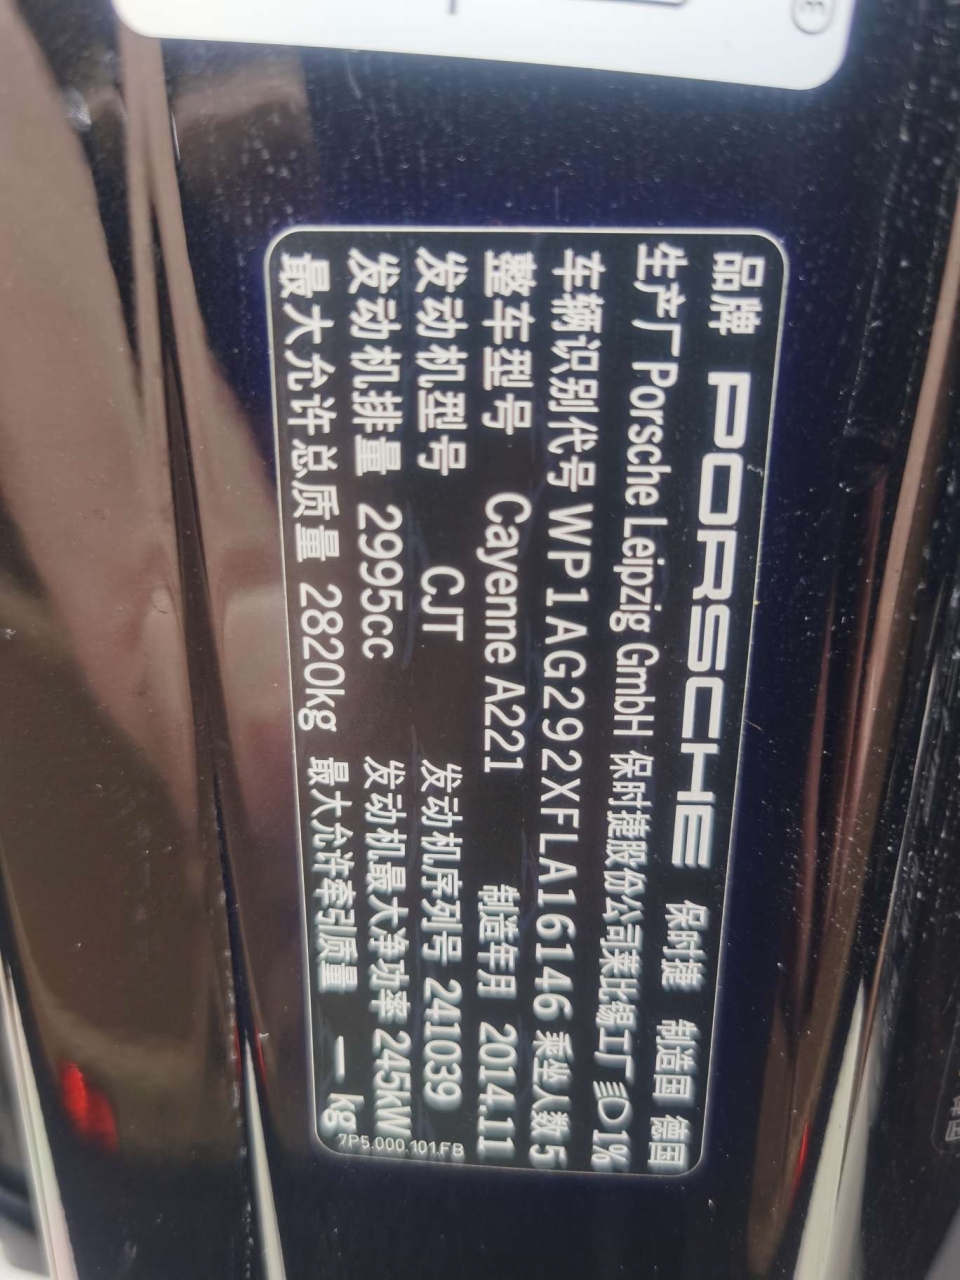 品牌 PORSCHE 保时捷 制造国 德国
生产厂 Porsche Leipzig GmbH 保时捷股份公司莱比锡工厂 1%
车辆识别代号 WP1AG292XFLA16146 乘坐人数 5
整车型号 Cayenne A221 制造年月 2014.11
发动机型号 CJT 发动机序列号 241039
发动机排量 2995cc 发动机最大净功率 245kW
最大允许总质量 2820kg 最大允许牵引质量 — kg
7P5.000.101.FB